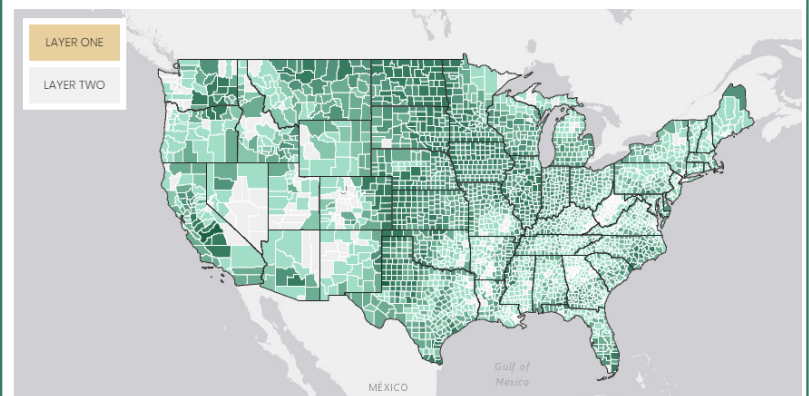 LAYER ONE
LAYER TWO
Gulf of
Mexico
MÉXICO